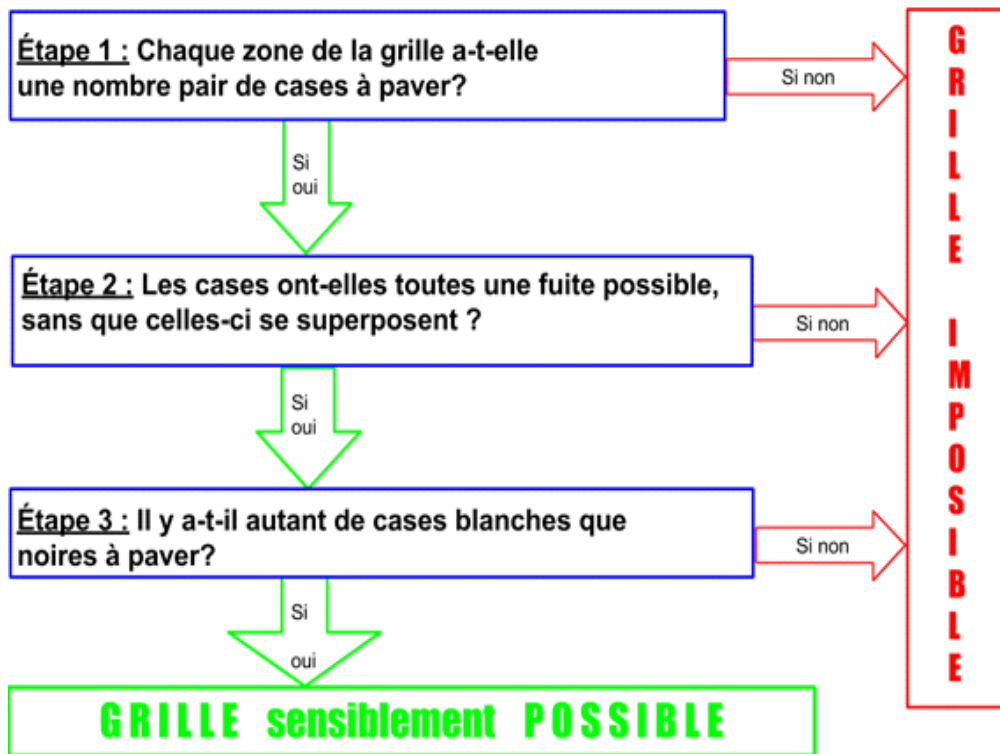 Étape 1 : Chaque zone de la grille a-t-elle
une nombre pair de cases à paver?
Si non
Si
oui
Étape 2 : Les cases ont-elles toutes une fuite possible,
sans que celles-ci se superposent ?
Si non
Si
oui
Étape 3 : Il y a-t-il autant de cases blanches que
noires à paver?
Si non
Si
oui
GRILLE sensiblement POSSIBLE
GRILLE IMPOSIBLE